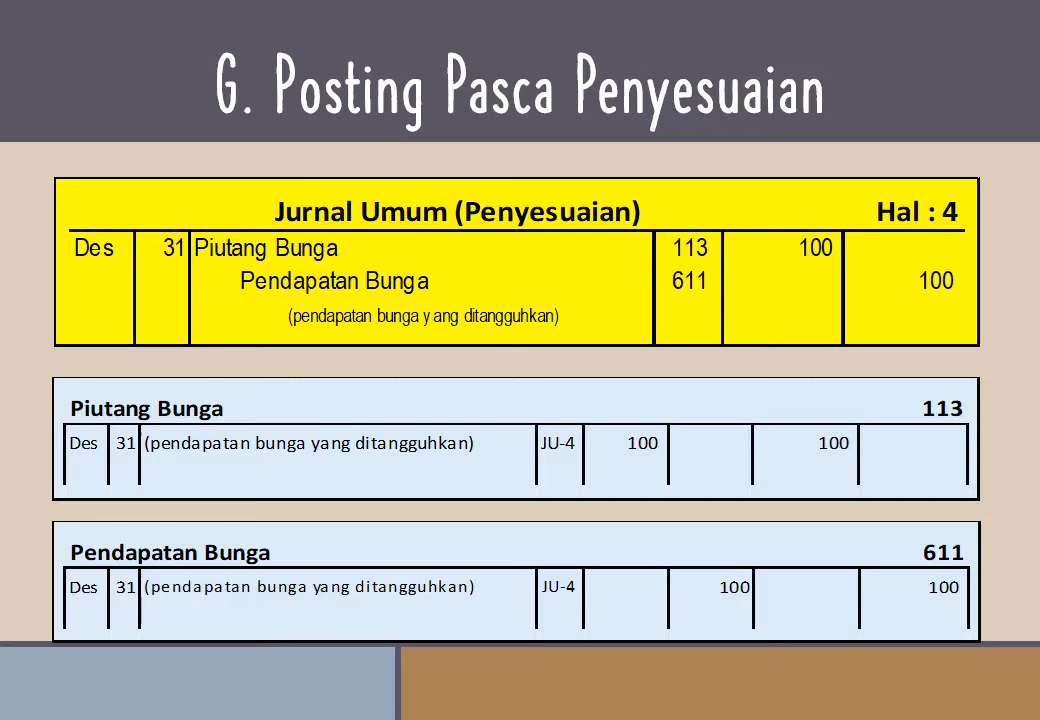 G. Posting Pasca Penyesuaian
Jurnal Umum (Penyesuaian) Hal : 4
Des 31 Piutang Bunga 113 100
Pendapatan Bunga 611 100
(pendapatan bunga yang ditangguhkan)
Piutang Bunga 113
Des 31 (pendapatan bunga yang ditangguhkan) JU-4 100 100
Pendapatan Bunga 611
Des 31 (pendapatan bunga yang ditangguhkan) JU-4 100 100